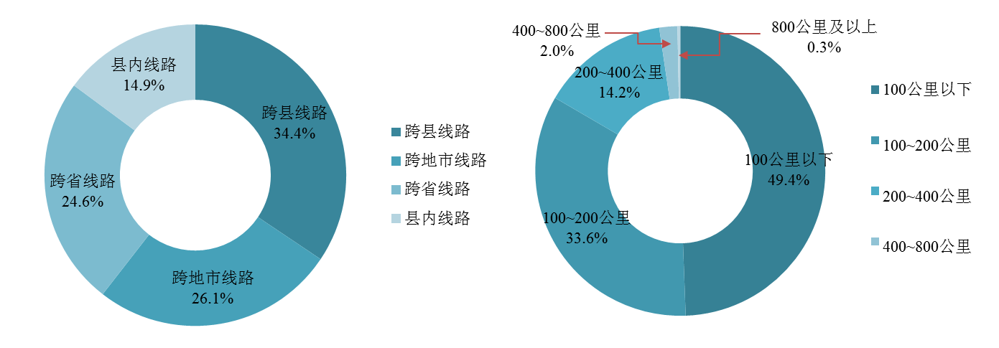 县内线路
14.9%
跨县线路
34.4%
跨省线路
24.6%
跨地市线路
26.1%
跨县线路
跨地市线路
跨省线路
县内线路
400~800公里
2.0%
800公里及以上
0.3%
200~400公里
14.2%
100公里以下
49.4%
100~200公里
33.6%
100公里以下
100~200公里
200~400公里
400~800公里